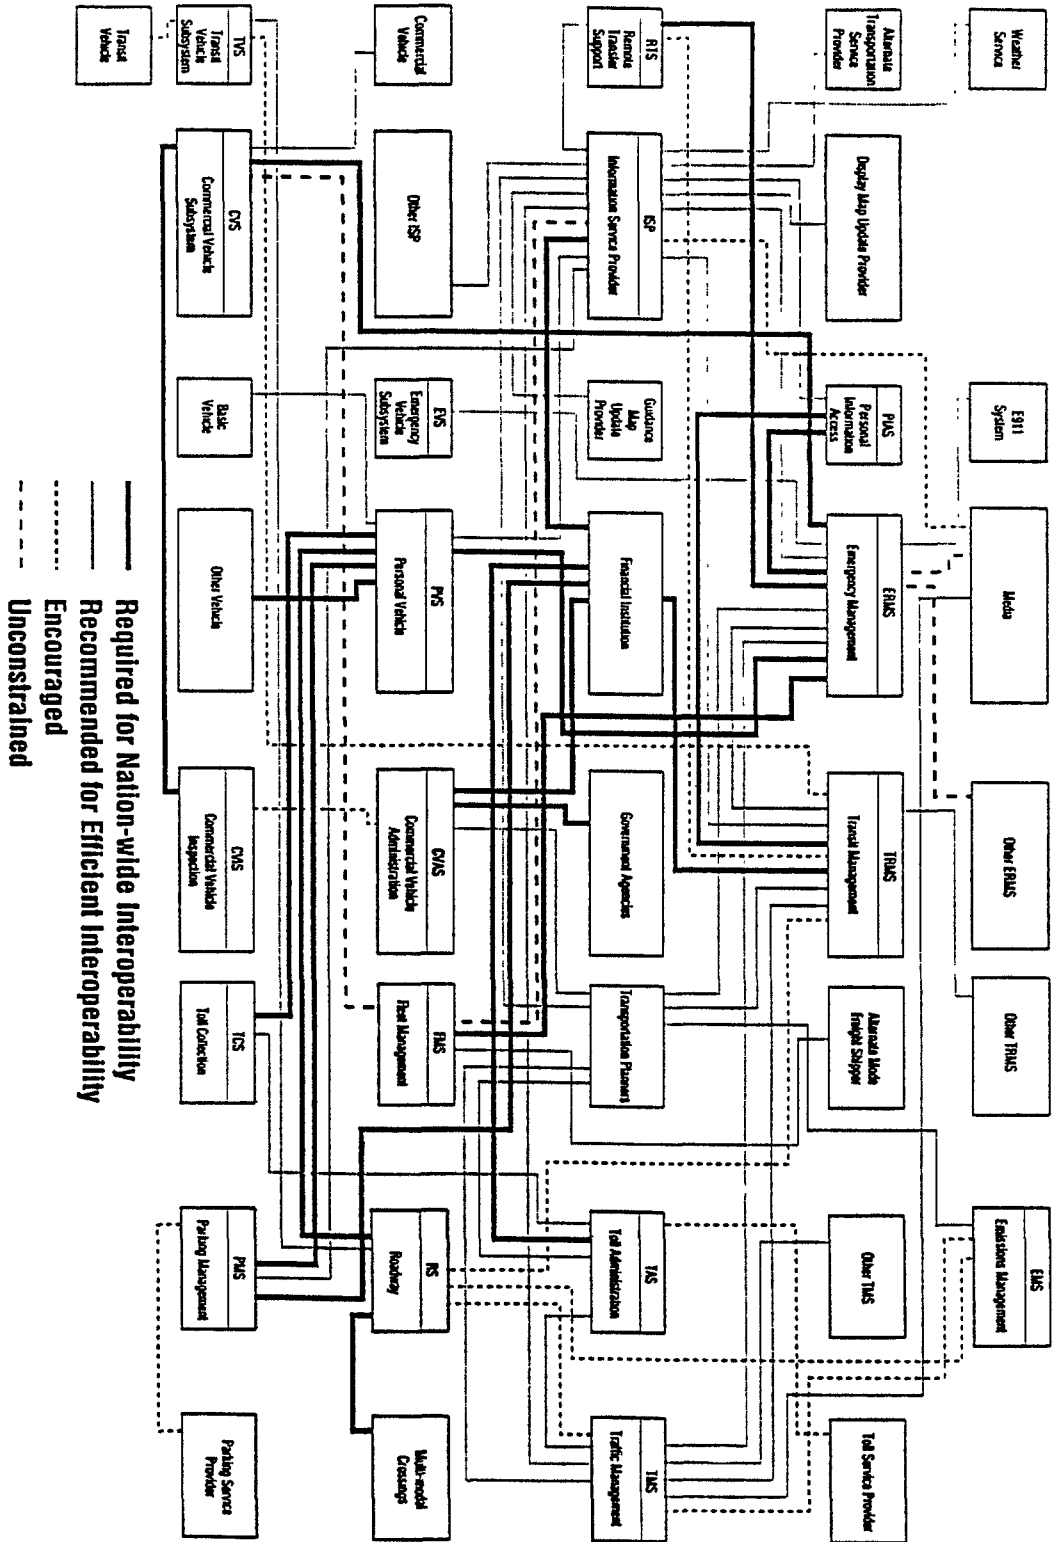 Weather
Service
E911
System
Media
Other ERMS
Other TRMS
EMS
Emissions Management
Alternate
Transportation
Service
Provider
Display Map Update Provider
PIAS
Personal
Information
Access
ERMS
Emergency Management
TRMS
Transit Management
Alternate Mode
Freight Shipper
Other TMS
Toll Service Provider
RTS
Remote
Transfer
Support
ISP
Information Service Provider
Guidance
Map
Update
Provider
Financial Institution
Government Agencies
Transportation Planners
TAS
Toll Administration
TMS
Traffic Management
Commercial
Vehicle
Other ISP
EVS
Emergency
Vehicle
Subsystem
PVS
Personal Vehicle
CVAS
Commercial Vehicle
Administration
FMS
Fleet Management
RS
Roadway
Multi-modal
Crossings
TVS
Transit
Vehicle
Subsystem
CVS
Commercial Vehicle
Subsystem
Basic
Vehicle
Other Vehicle
CVIS
Commercial Vehicle
Inspection
TCS
Toll Collection
PMS
Parking Management
Parking Service
Provider
Transit
Vehicle
Required for Nation-wide Interoperability
Recommended for Efficient Interoperability
Encouraged
Unconstrained